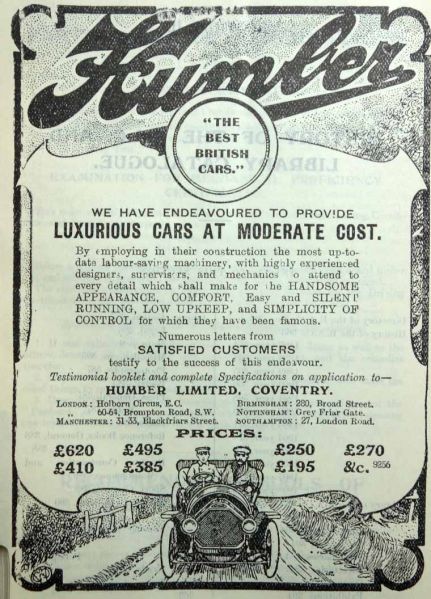 Humber
"THE
BEST
BRITISH
CARS."
WE HAVE ENDEAVOURED TO PROVIDE
LUXURIOUS CARS AT MODERATE COST.
By employing in their construction the most up-to-
date labour-saving machinery, with highly experienced
designers, supervisers, and mechanics to attend to
every detail which shall make for the HANDSOME
APPEARANCE, COMFORT, Easy and SILENT
RUNNING, LOW UPKEEP, and SIMPLICITY OF
CONTROL for which they have been famous.
Numerous letters from
SATISFIED CUSTOMERS
testify to the success of this endeavour.
Testimonial booklet and complete Specifications on application to—
HUMBER LIMITED, COVENTRY.
LONDON: Holborn Circus, E.C. BIRMINGHAM: 280, Broad Street.
" 60-64, Brompton Road, S.W. NOTTINGHAM: Grey Friar Gate.
MANCHESTER: 31-33, Blackfriars Street. SOUTHAMPTON: 27, London Road.
PRICES:
£620 £495 £250 £270
£410 £385 £195 &c. 9256